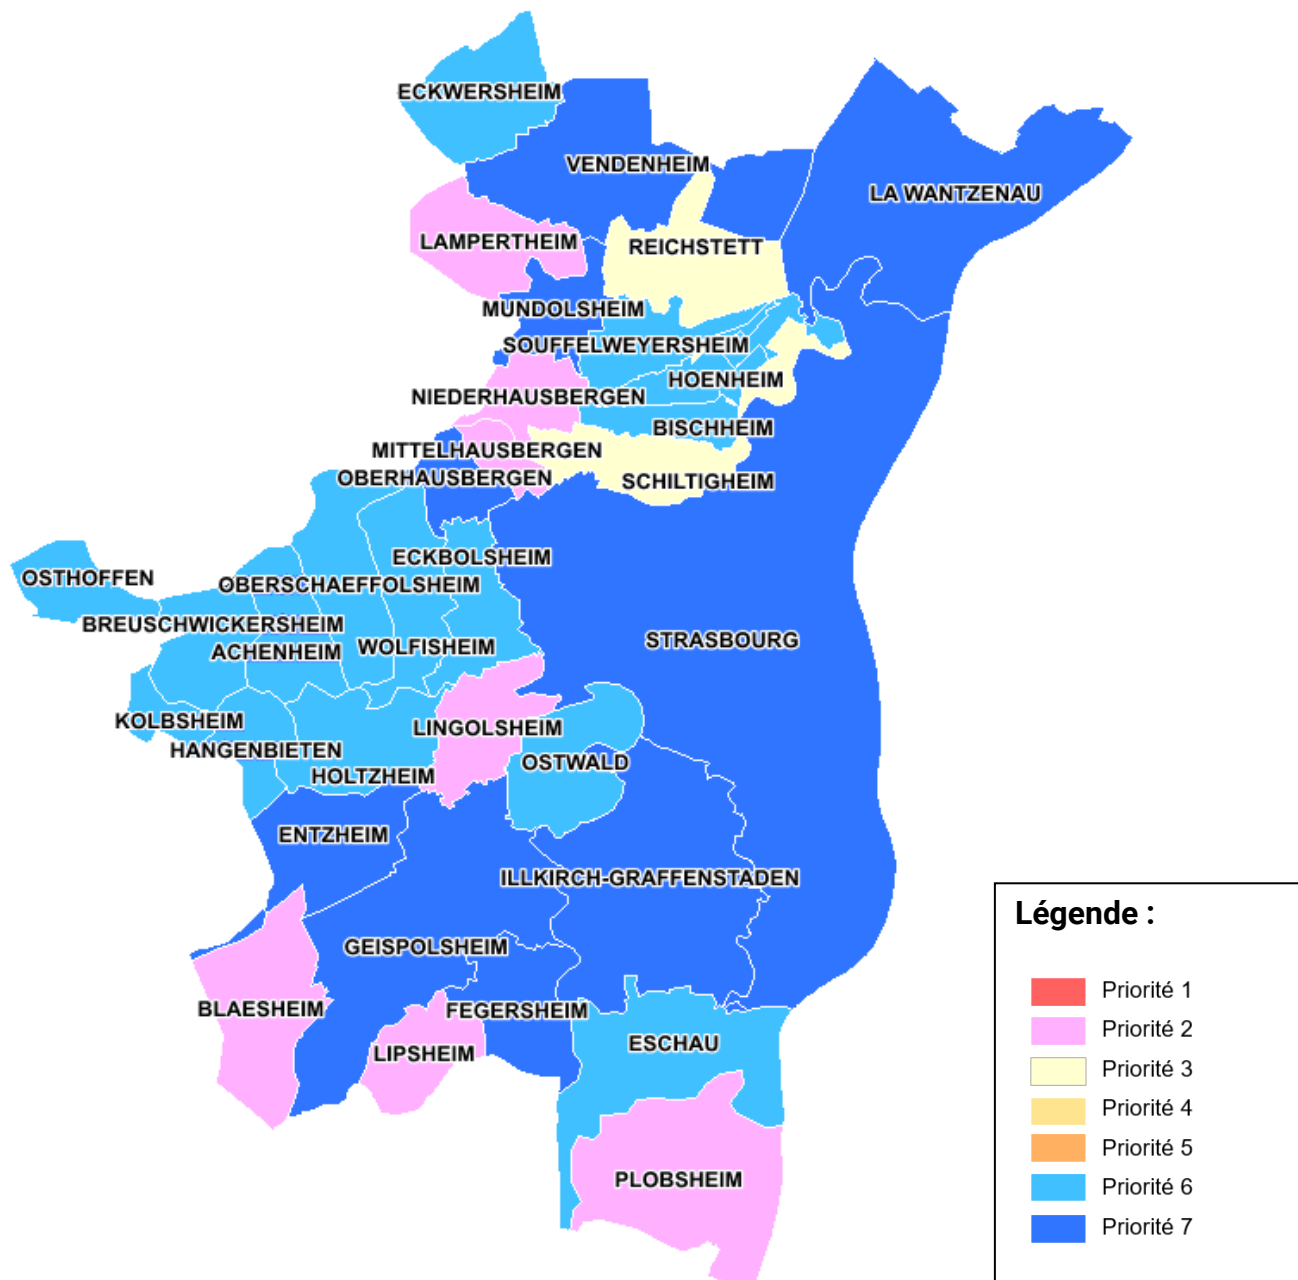 ECKWERSHEIM
VENDENHEIM
LA WANTZENAU
LAMPERTHEIM
REICHSTETT
MUNDOLSHEIM
SOUFFELWEYERSHEIM
HOENHEIM
NIEDERHAUSBERGEN
BISCHHEIM
MITTELHAUSBERGEN
OBERHAUSBERGEN
SCHILTIGHEIM
ECKBOLSHEIM
OSTHOFFEN
OBERSCHAEFFOLSHEIM
BREUSCHWICKERSHEIM
STRASBOURG
ACHENHEIM
WOLFISHEIM
KOLBSHEIM
LINGOLSHEIM
HANGENBIETEN
OSTWALD
HOLTZHEIM
ENTZHEIM
ILLKIRCH-GRAFFENSTADEN
GEISPOLSHEIM
BLAESHEIM
FEGERSHEIM
LIPSHEIM
ESCHAU
PLOBSHEIM
Légende :
Priorité 1
Priorité 2
Priorité 3
Priorité 4
Priorité 5
Priorité 6
Priorité 7